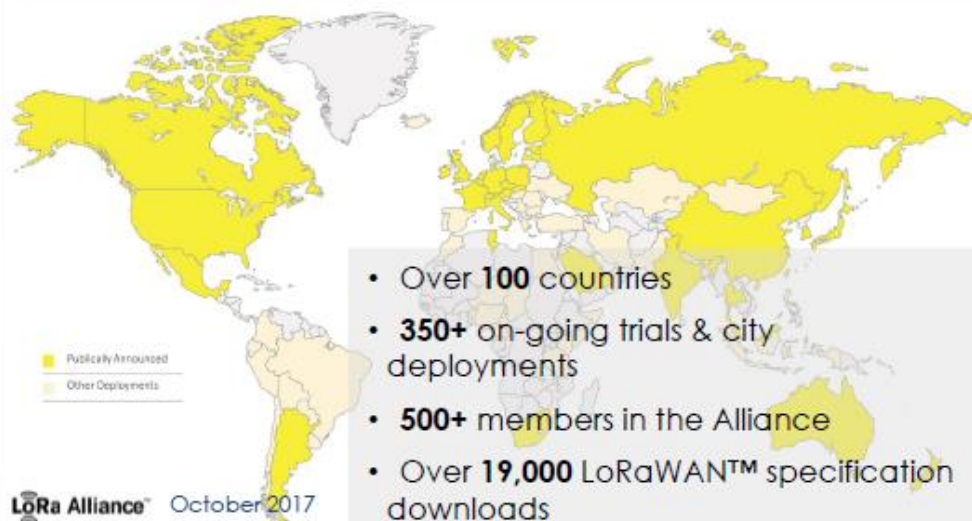 • Over 100 countries
• 350+ on-going trials & city
deployments
• 500+ members in the Alliance
• Over 19,000 LoRaWAN™ specification
downloads
Publically Announced
Other Deployments
LoRa Alliance™ October 2017